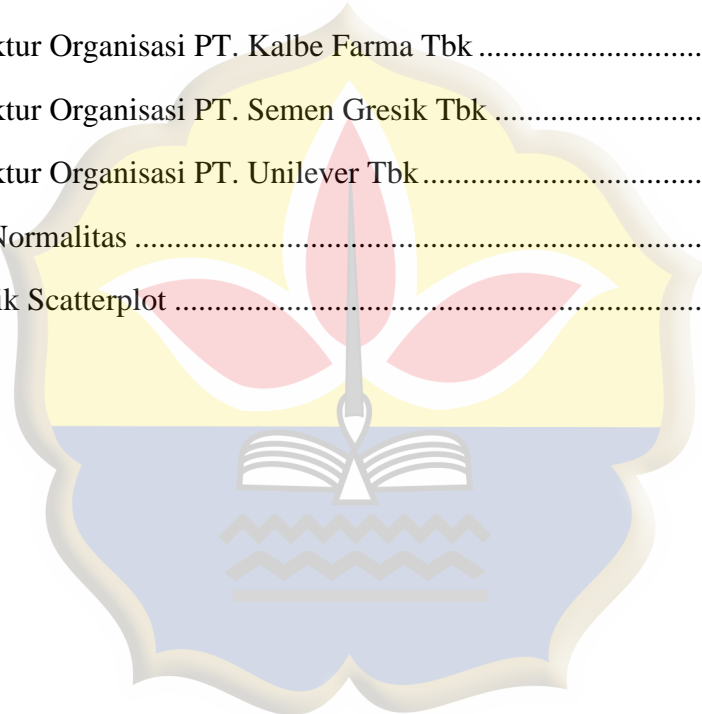 ktur Organisasi PT. Kalbe Farma Tbk ............................
ktur Organisasi PT. Semen Gresik Tbk ..........................
ktur Organisasi PT. Unilever Tbk...................................
Normalitas .....................................................................
ik Scatterplot .................................................................